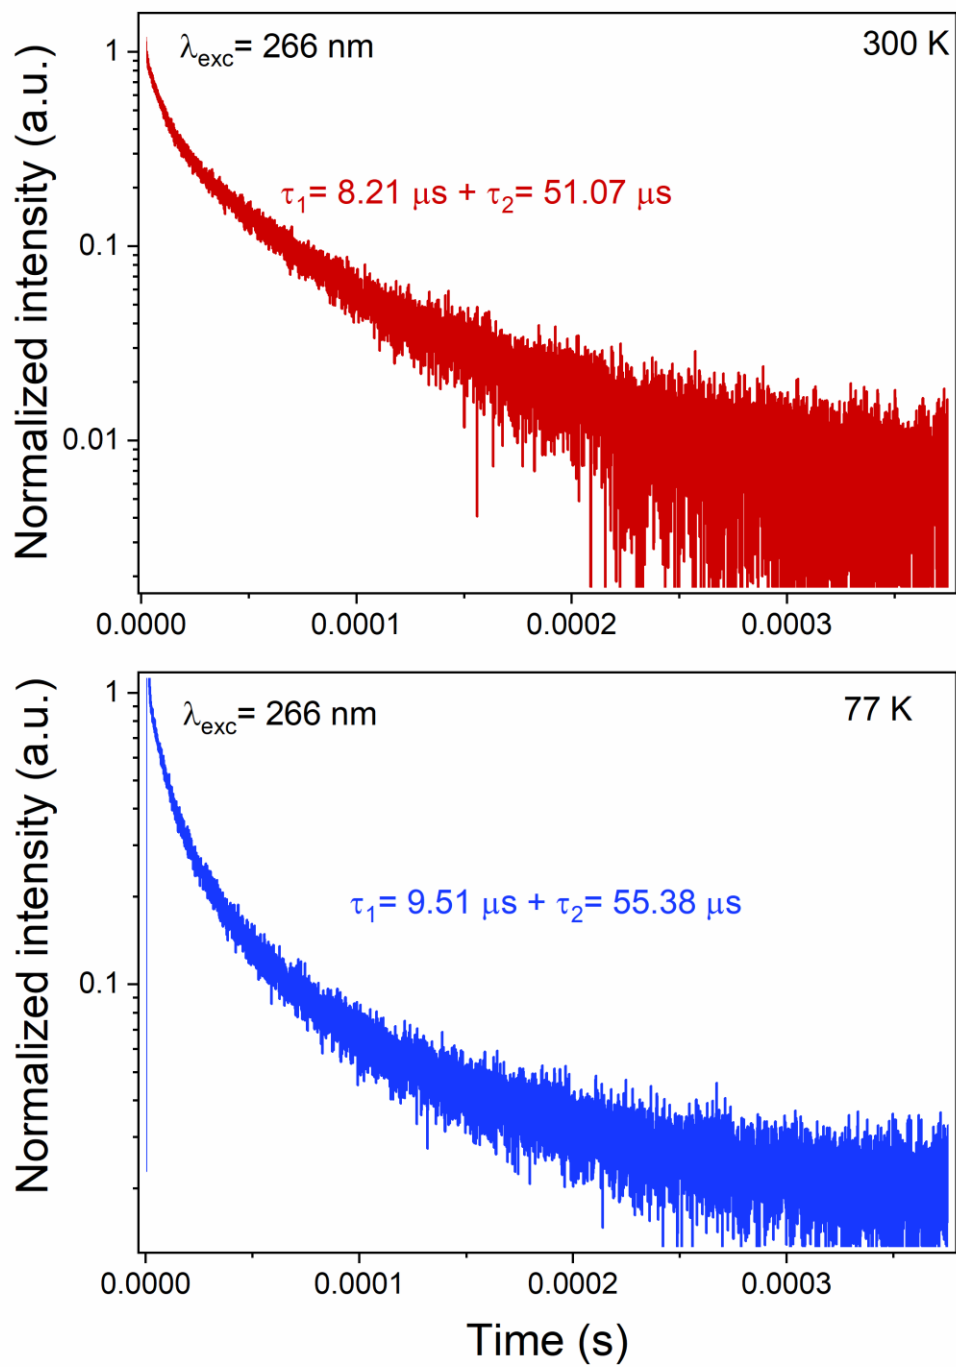 λexc= 266 nm
300 K
Normalized intensity (a.u.)
1
0.1
0.01
τ1= 8.21 μs + τ2= 51.07 μs
0.0000
0.0001
0.0002
0.0003
λexc= 266 nm
77 K
Normalized intensity (a.u.)
1
0.1
τ1= 9.51 μs + τ2= 55.38 μs
0.0000
0.0001
0.0002
0.0003
Time (s)